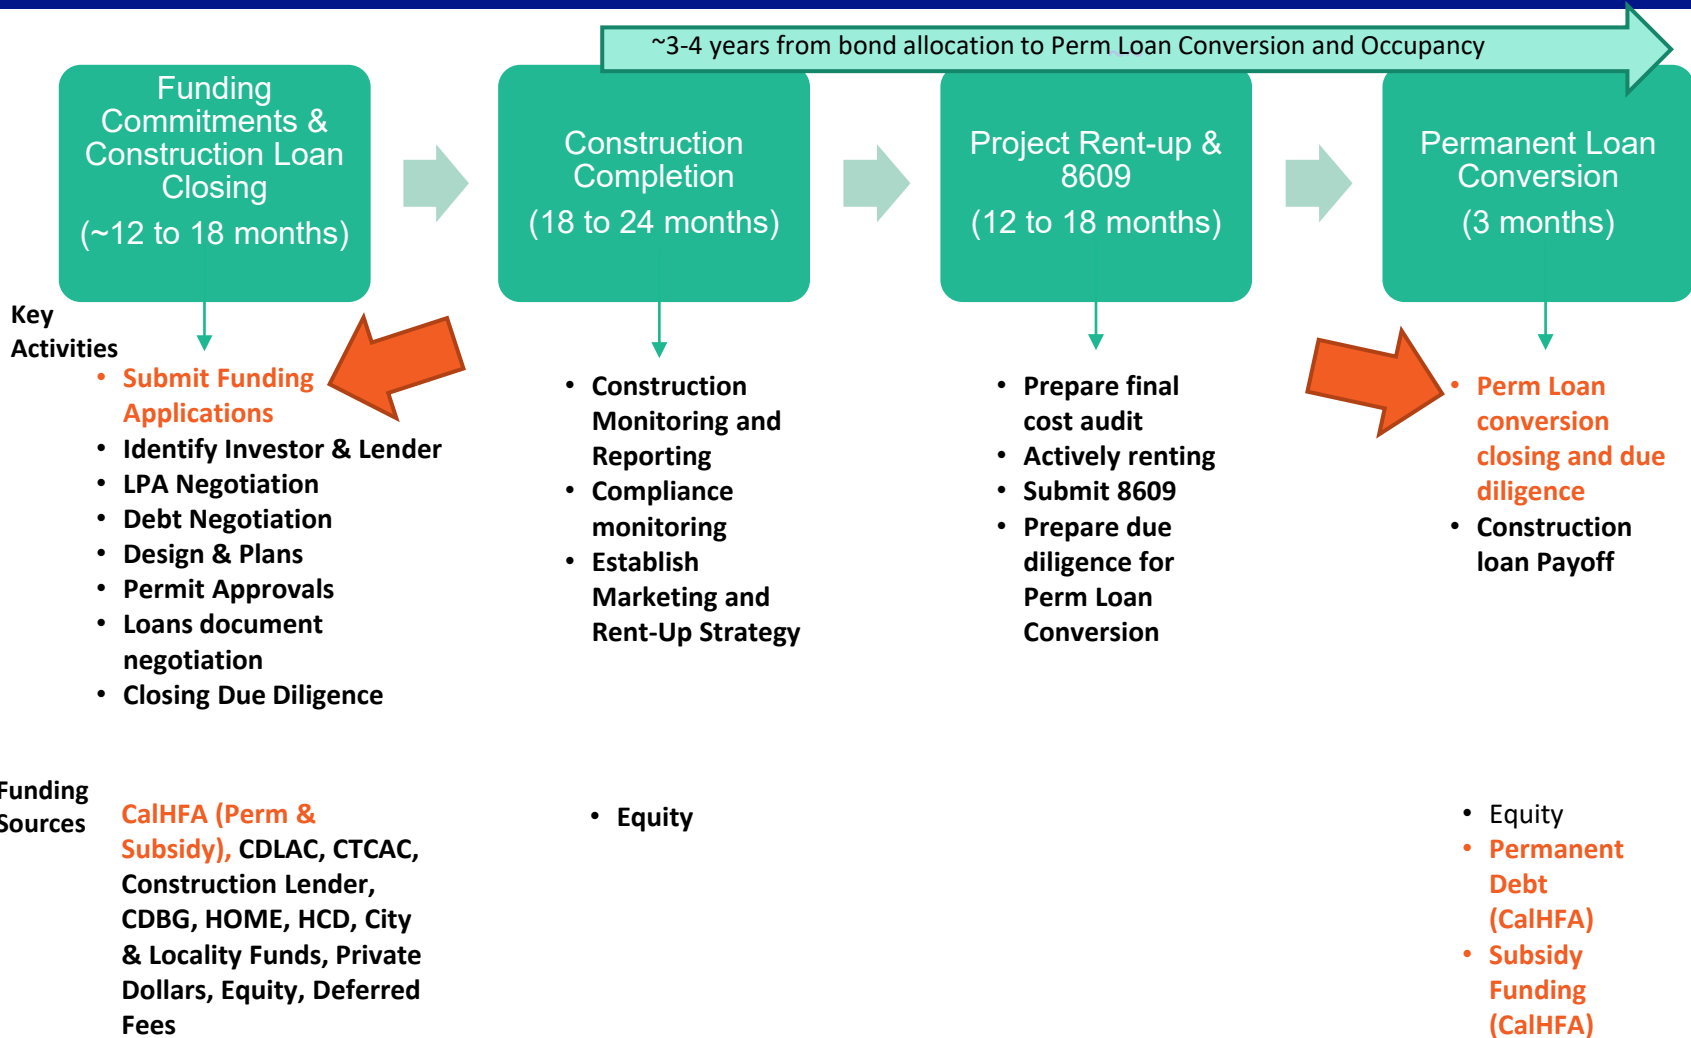 ~3-4 years from bond allocation to Perm Loan Conversion and Occupancy
Funding
Commitments &
Construction Loan
Closing
(~12 to 18 months)
Construction
Completion
(18 to 24 months)
Project Rent-up &
8609
(12 to 18 months)
Permanent Loan
Conversion
(3 months)
Key
Activities
• Submit Funding
Applications
• Identify Investor & Lender
• LPA Negotiation
• Debt Negotiation
• Design & Plans
• Permit Approvals
• Loans document
negotiation
• Closing Due Diligence
• Construction
Monitoring and
Reporting
• Compliance
monitoring
• Establish
Marketing and
Rent-Up Strategy
• Prepare final
cost audit
• Actively renting
• Submit 8609
• Prepare due
diligence for
Perm Loan
Conversion
• Perm Loan
conversion
closing and due
diligence
• Construction
loan Payoff
Funding
Sources
CalHFA (Perm &
Subsidy), CDLAC, CTCAC,
Construction Lender,
CDBG, HOME, HCD, City
& Locality Funds, Private
Dollars, Equity, Deferred
Fees
• Equity
• Equity
• Permanent
Debt
(CalHFA)
• Subsidy
Funding
(CalHFA)